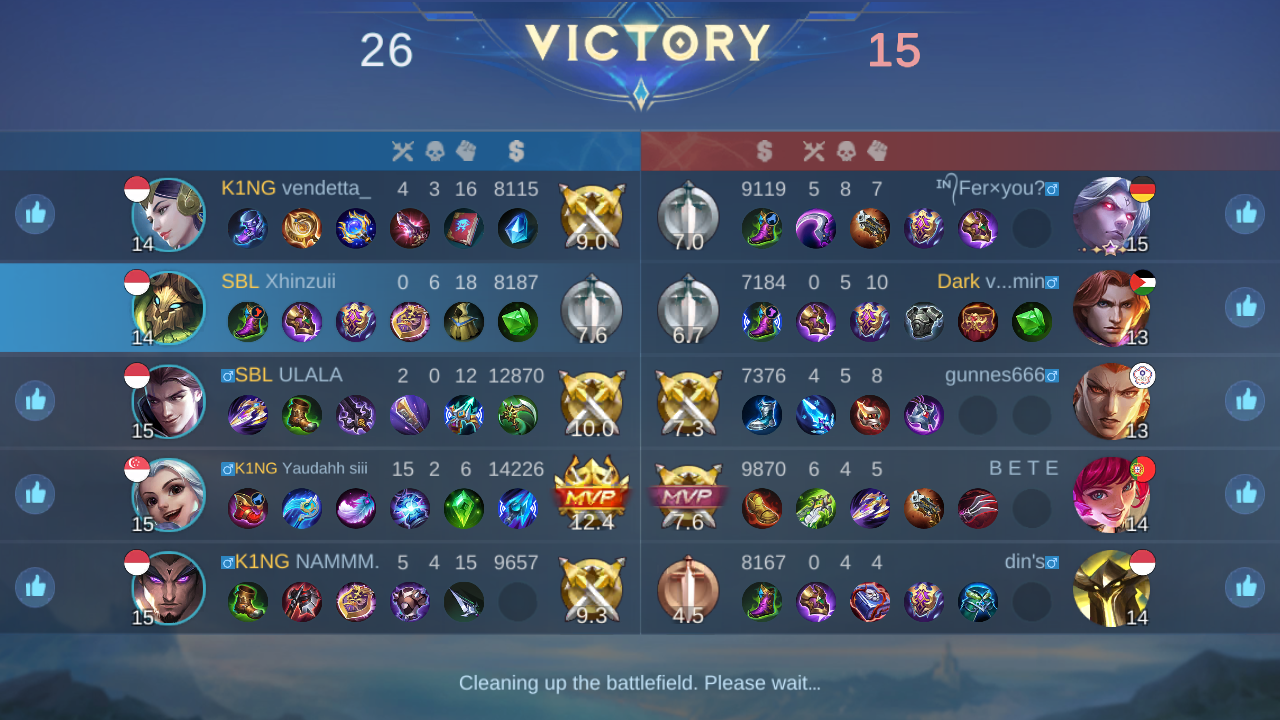 26 VICTORY 15
K1NG vendetta_ 4 3 16 8115 9.0 14
7.0 9119 5 8 7 ᴵᴺ⎠Fer×you?♂ 15
SBL Xhinzuii 0 6 18 8187 7.6 14
6.7 7184 0 5 10 Dark v...min♂ 13
♂SBL ULALA 2 0 12 12870 10.0 15
7.3 7376 4 5 8 gunnes666♂ 13
♂K1NG Yaudahh siii 15 2 6 14226 MVP 12.4 15
MVP 7.6 9870 6 4 5 B E T E 14
♂K1NG NAMMM. 5 4 15 9657 9.3 15
4.5 8167 0 4 4 din's♂ 14
Cleaning up the battlefield. Please wait...